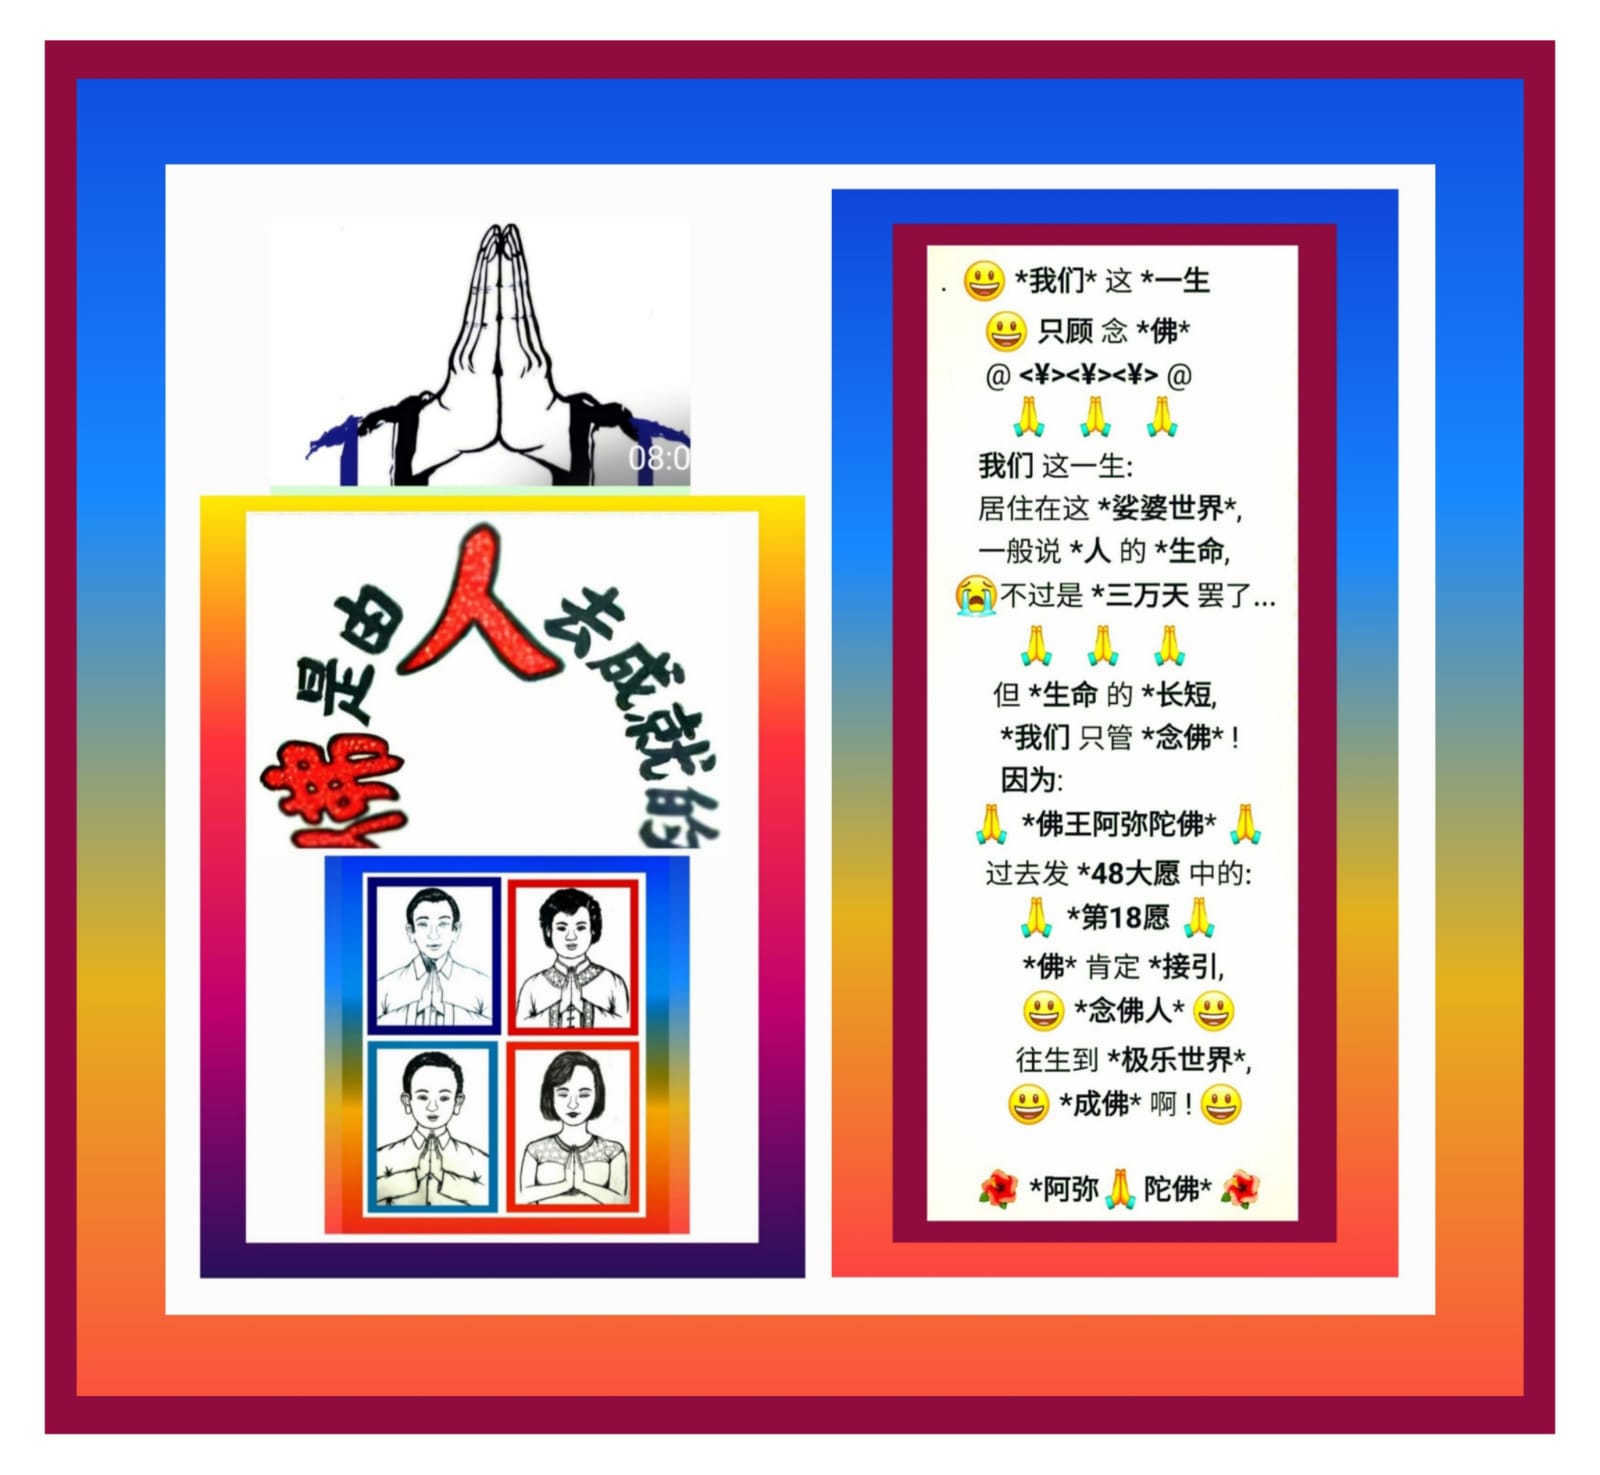 08:0
佛是由人去成就的
. 😃 *我们* 这 *一生
😃 只顾 念 *佛*
@ <¥><¥><¥> @
🙏 🙏 🙏
我们 这一生:
居住在这 *娑婆世界*,
一般说 *人 的 *生命,
😭不过是 *三万天 罢了...
🙏 🙏 🙏
但 *生命 的 *长短,
*我们 只管 *念佛* !
因为:
🙏 *佛王阿弥陀佛* 🙏
过去发 *48大愿 中的:
🙏 *第18愿 🙏
*佛* 肯定 *接引,
😃 *念佛人* 😃
往生到 *极乐世界*,
😃 *成佛* 啊 ! 😃
🌺 *阿弥🙏陀佛* 🌺